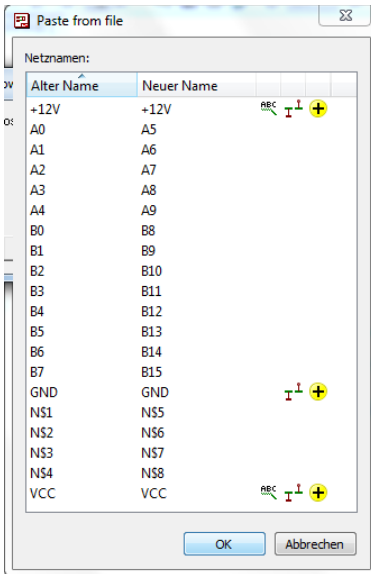 Paste from file
Netznamen:
Alter Name Neuer Name
+12V +12V ABC
A0 A5
A1 A6
A2 A7
A3 A8
A4 A9
B0 B8
B1 B9
B2 B10
B3 B11
B4 B12
B5 B13
B6 B14
B7 B15
GND GND
N$1 N$5
N$2 N$6
N$3 N$7
N$4 N$8
VCC VCC ABC
OK Abbrechen